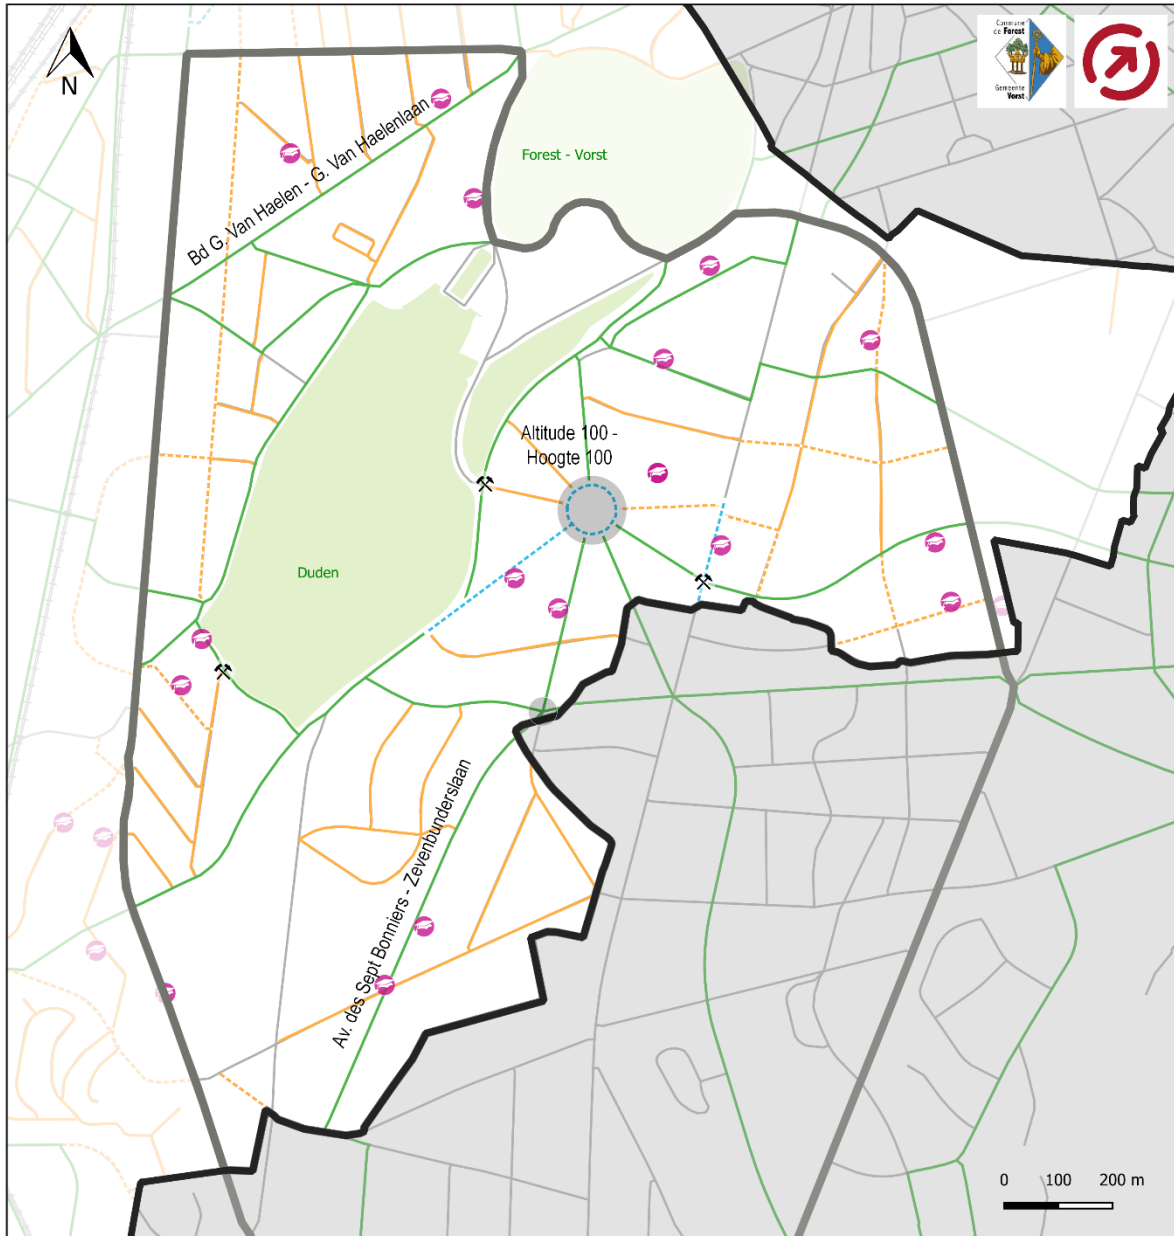 N
Commune
de Forest
Gemeente
Vorst
Forest - Vorst
Bd G. Van Haelen - G. Van Haelenlaan
Altitude 100 -
Hoogte 100
Duden
Av. des Sept Bonniers - Zevenbunderslaan
0 100 200 m